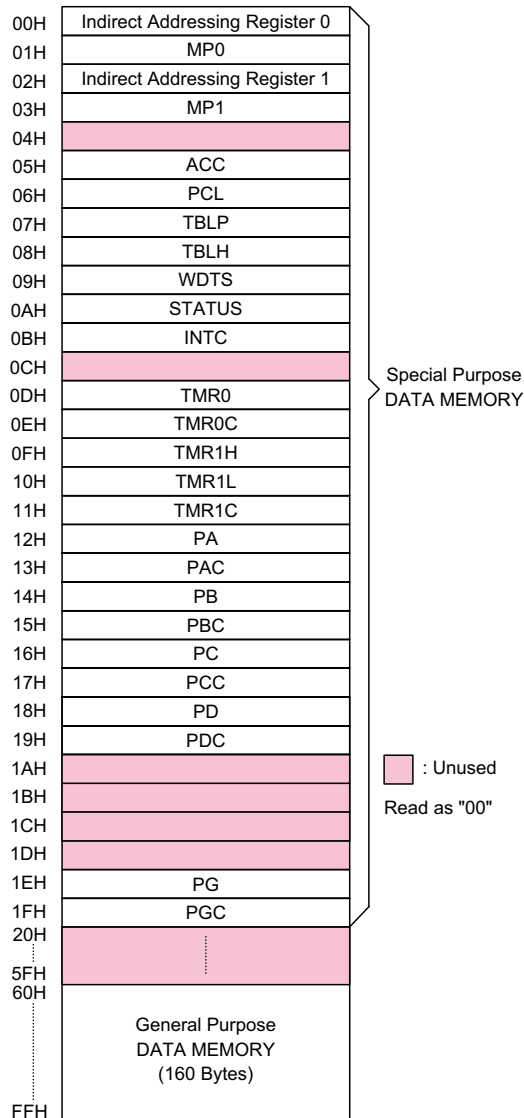 00H Indirect Addressing Register 0
01H MP0
02H Indirect Addressing Register 1
03H MP1
04H
05H ACC
06H PCL
07H TBLP
08H TBLH
09H WDTS
0AH STATUS
0BH INTC
0CH
0DH TMR0
0EH TMR0C
0FH TMR1H
10H TMR1L
11H TMR1C
12H PA
13H PAC
14H PB
15H PBC
16H PC
17H PCC
18H PD
19H PDC
1AH
1BH
1CH
1DH
1EH PG
1FH PGC
20H
5FH
60H
General Purpose
DATA MEMORY
(160 Bytes)
FFH
Special Purpose
DATA MEMORY
: Unused
Read as "00"